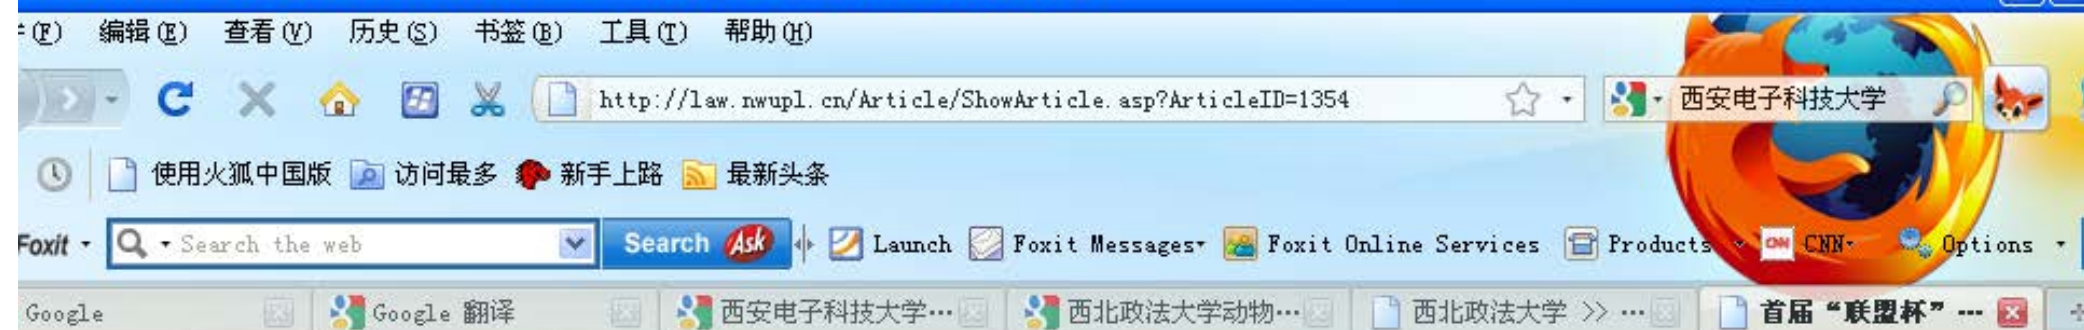 (F) 编辑(E) 查看(V) 历史(S) 书签(B) 工具(T) 帮助(H)
http://law.nwupl.cn/Article/ShowArticle.asp?ArticleID=1354 西安电子科技大学
使用火狐中国版 访问最多 新手上路 最新头条
Foxit Search the web Search Ask Launch Foxit Messages Foxit Online Services Products CNN CNN Options
Google Google 翻译 西安电子科技大学… 西北政法大学动物… 西北政法大学 >> … 首届“联盟杯” …